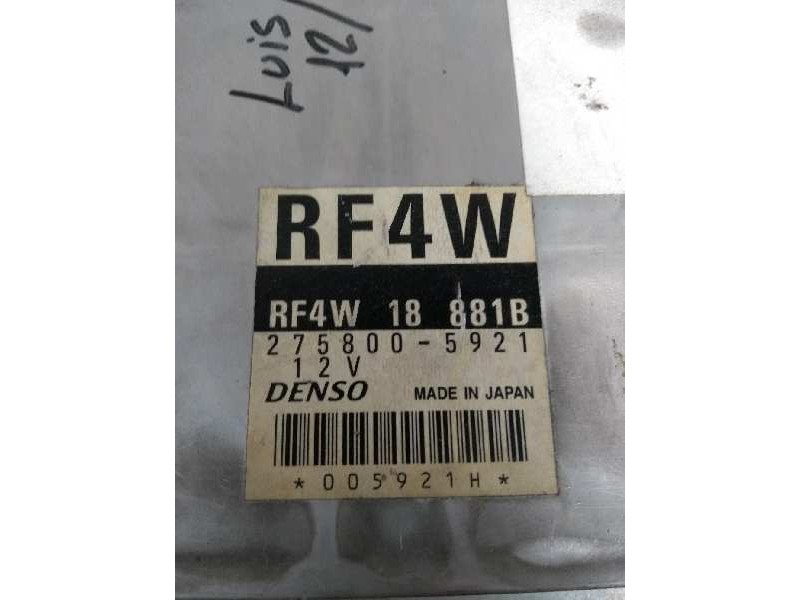 Luis/
12/
RF4W
RF4W 18 881B
275800-5921
12V
DENSO MADE IN JAPAN
*005921H*